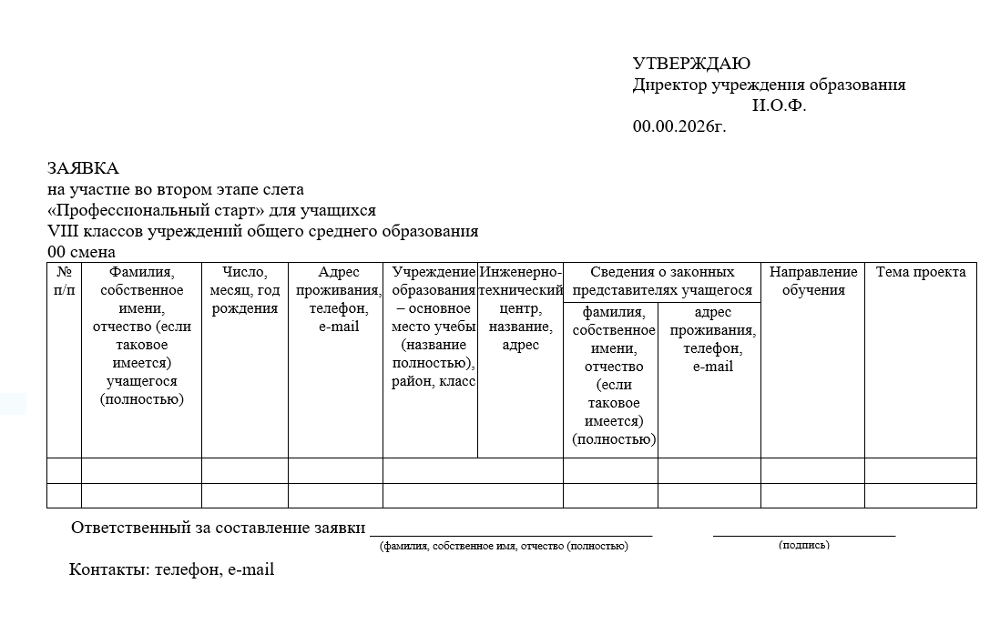 УТВЕРЖДАЮ
Директор учреждения образования
И.О.Ф.
00.00.2026г.
ЗАЯВКА
на участие во втором этапе слета
«Профессиональный старт» для учащихся
VIII классов учреждений общего среднего образования
00 смена
№
п/п
Фамилия,
собственное
имени,
отчество (если
таковое
имеется)
учащегося
(полностью)
Число,
месяц, год
рождения
Адрес
проживания,
телефон,
e-mail
Учреждение
образования
– основное
место учебы
(название
полностью),
район, класс
Инженерно-
технический
центр,
название,
адрес
Сведения о законных
представителях учащегося
фамилия,
собственное
имени,
отчество
(если
таковое
имеется)
(полностью)
адрес
проживания,
телефон,
e-mail
Направление
обучения
Тема проекта
Ответственный за составление заявки
(фамилия, собственное имя, отчество (полностью)
(подпись)
Контакты: телефон, e-mail